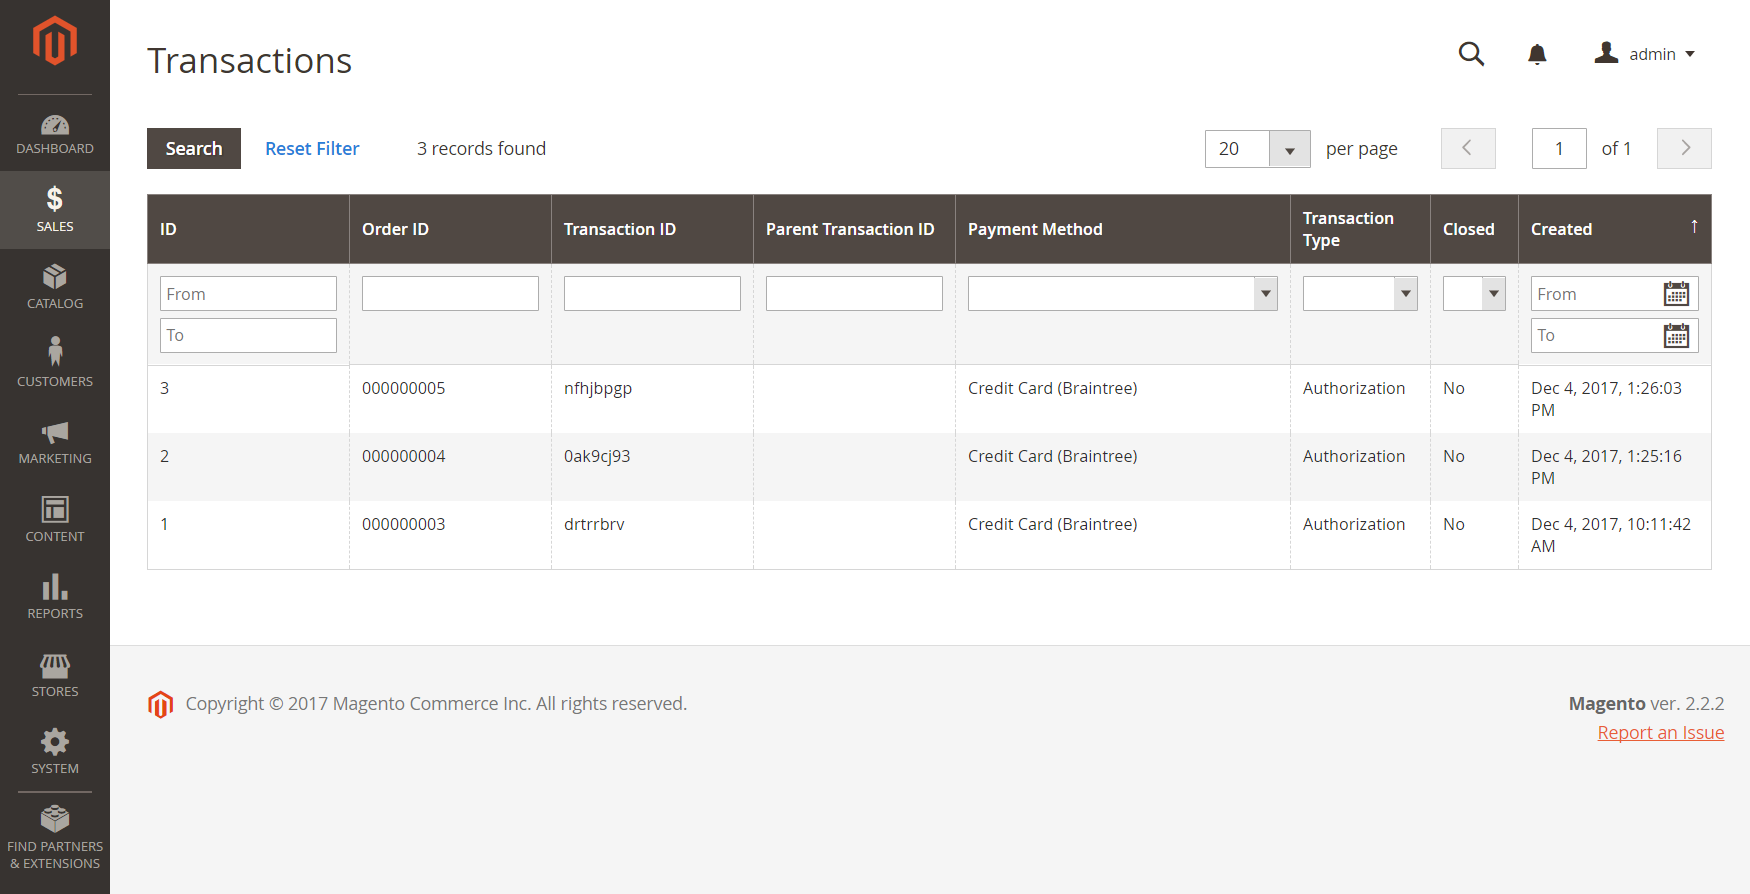 Transactions
admin
Search Reset Filter 3 records found 20 per page 1 of 1
ID Order ID Transaction ID Parent Transaction ID Payment Method Transaction Type Closed Created ↑
From From
To To
3 000000005 nfhjbpgp Credit Card (Braintree) Authorization No Dec 4, 2017, 1:26:03 PM
2 000000004 0ak9cj93 Credit Card (Braintree) Authorization No Dec 4, 2017, 1:25:16 PM
1 000000003 drtrrbrv Credit Card (Braintree) Authorization No Dec 4, 2017, 10:11:42 AM
DASHBOARD
$
SALES
CATALOG
CUSTOMERS
MARKETING
CONTENT
REPORTS
STORES
SYSTEM
FIND PARTNERS
& EXTENSIONS
Copyright © 2017 Magento Commerce Inc. All rights reserved.
Magento ver. 2.2.2
Report an Issue